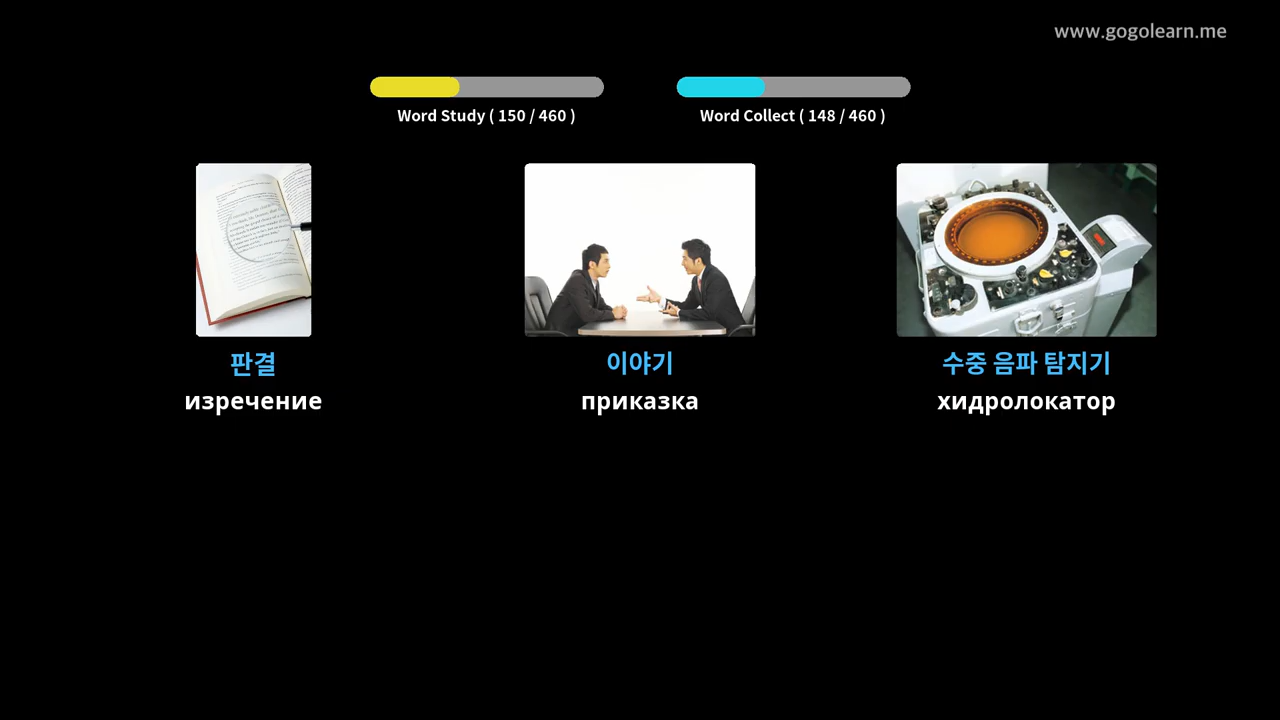 www.gogolearn.me
Word Study ( 150 / 460 )
Word Collect ( 148 / 460 )
판결
изречение
이야기
приказка
수중 음파 탐지기
хидролокатор